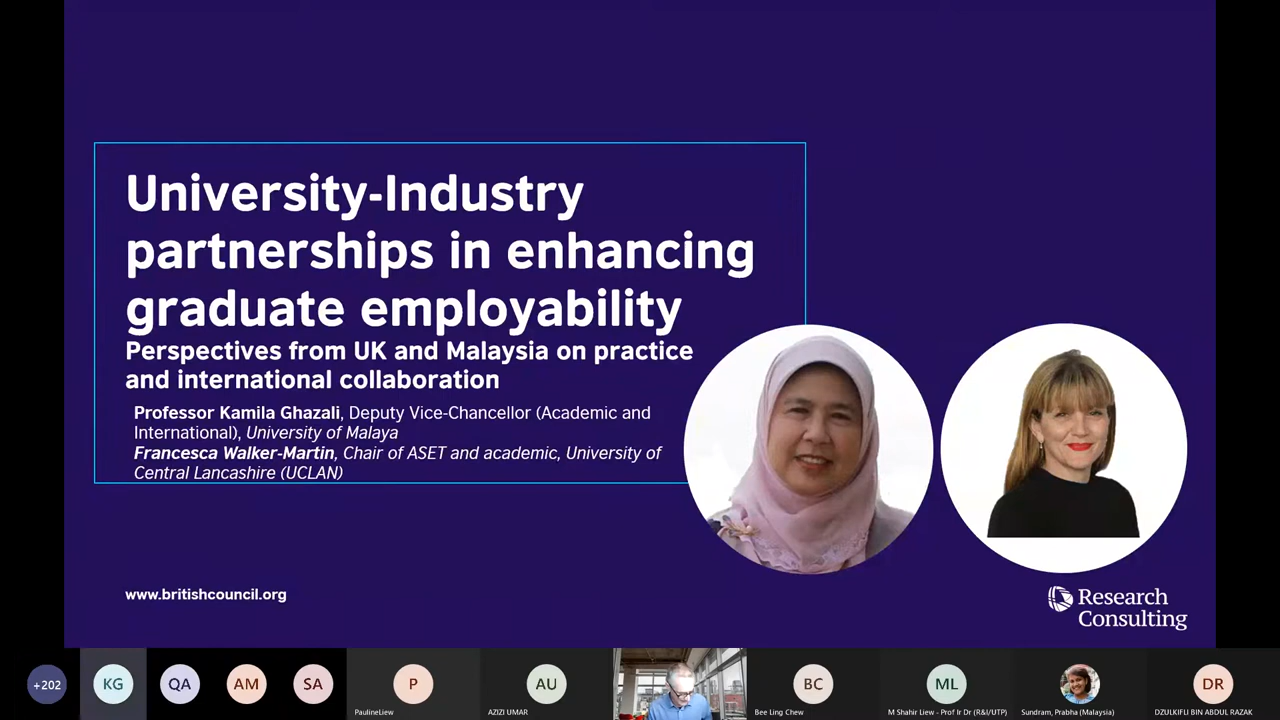 University-Industry
partnerships in enhancing
graduate employability
Perspectives from UK and Malaysia on practice
and international collaboration
Professor Kamila Ghazali, Deputy Vice-Chancellor (Academic and
International), University of Malaya
Francesca Walker-Martin, Chair of ASET and academic, University of
Central Lancashire (UCLAN)
www.britishcouncil.org
Research
Consulting
+202
KG
QA
AM
SA
P
AU
BC
ML
DR
PaulineLiew
AZIZI UMAR
Bee Ling Chew
M Shahir Liew - Prof Ir Dr (R&I/UTP)
Sundram, Prabha (Malaysia)
DZULKIFLI BIN ABDUL RAZAK